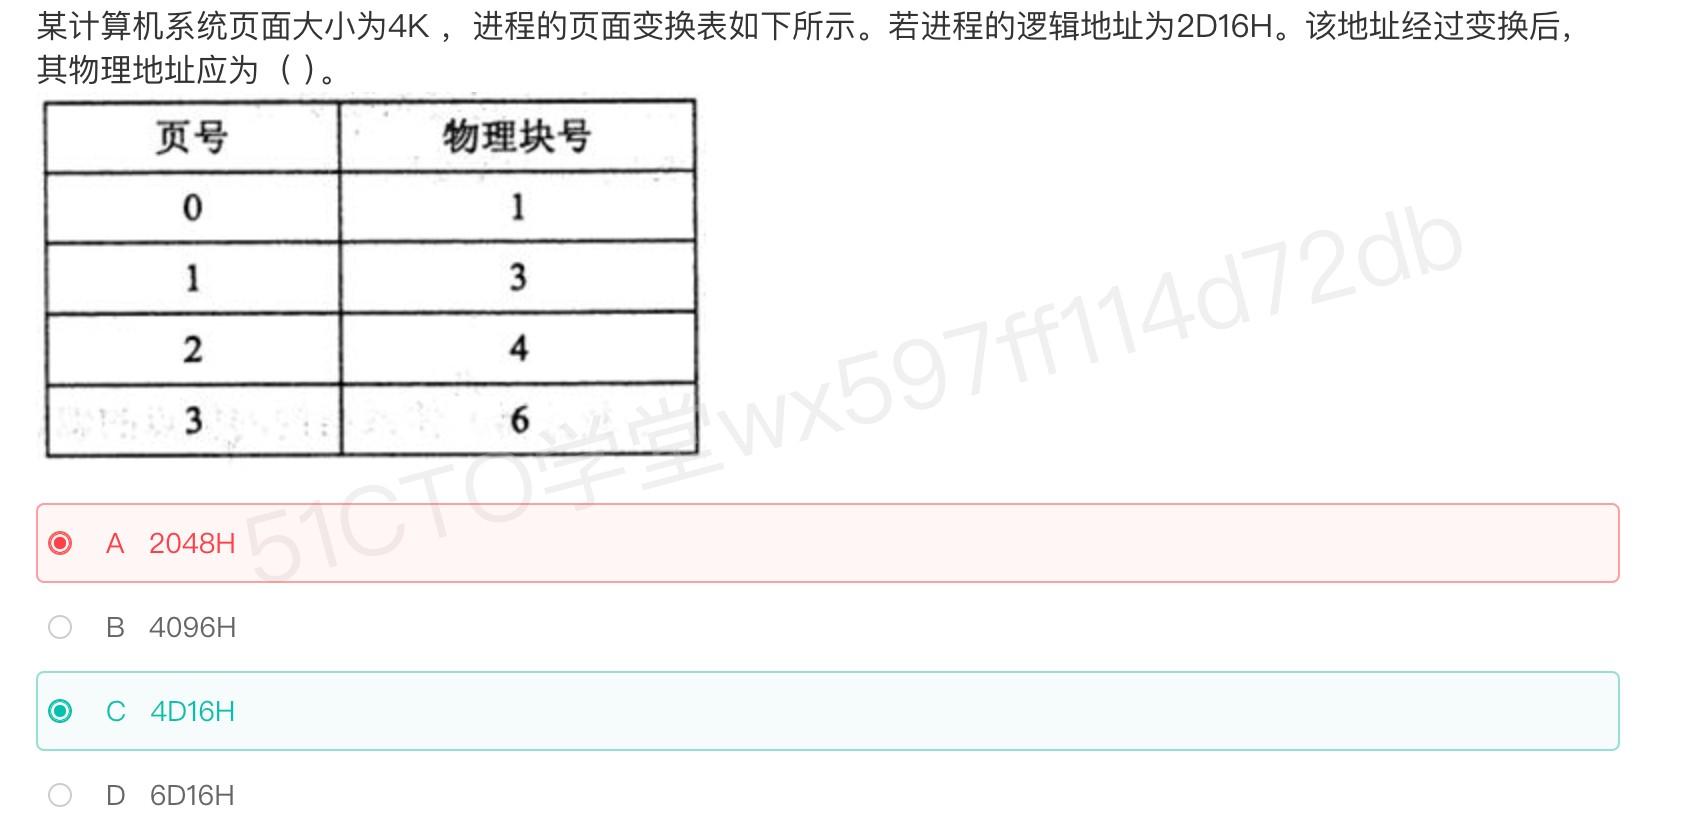 某计算机系统页面大小为4K ，进程的页面变换表如下所示。若进程的逻辑地址为2D16H。该地址经过变换后，
其物理地址应为（ )。
页号 物理块号
0 1
1 3
2 4
3 6
51CTO学堂wx597ff114d72db
A 2048H
B 4096H
C 4D16H
D 6D16H